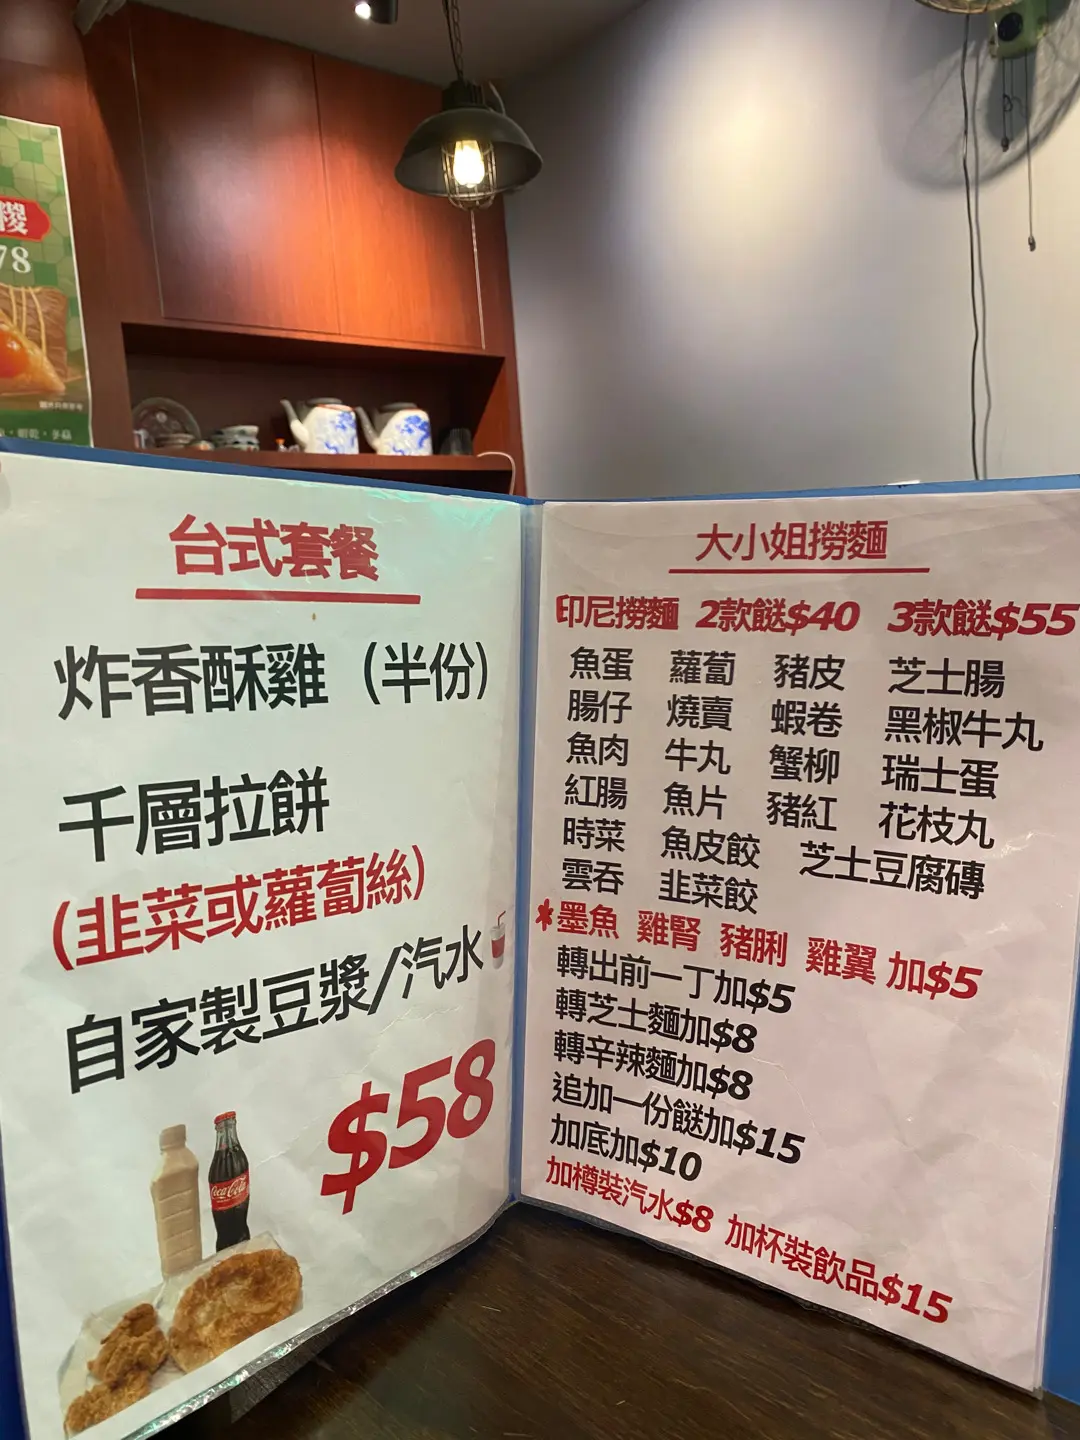 糉
78
台式套餐
炸香酥雞 (半份)
千層拉餅
(韭菜或蘿蔔絲)
自家製豆漿/汽水
$58
Coca-Cola
大小姐撈麵
印尼撈麵 2款餸$40 3款餸$55
魚蛋 蘿蔔 豬皮 芝士腸
腸仔 燒賣 蝦卷 黑椒牛丸
魚肉 牛丸 蟹柳 瑞士蛋
紅腸 魚片 豬紅 花枝丸
時菜 魚皮餃 芝士豆腐磚
雲吞 韭菜餃
*墨魚 雞腎 豬脷 雞翼 加$5
轉出前一丁加$5
轉芝士麵加$8
轉辛辣麵加$8
追加一份餸加$15
加底加$10
加樽裝汽水$8 加杯裝飲品$15